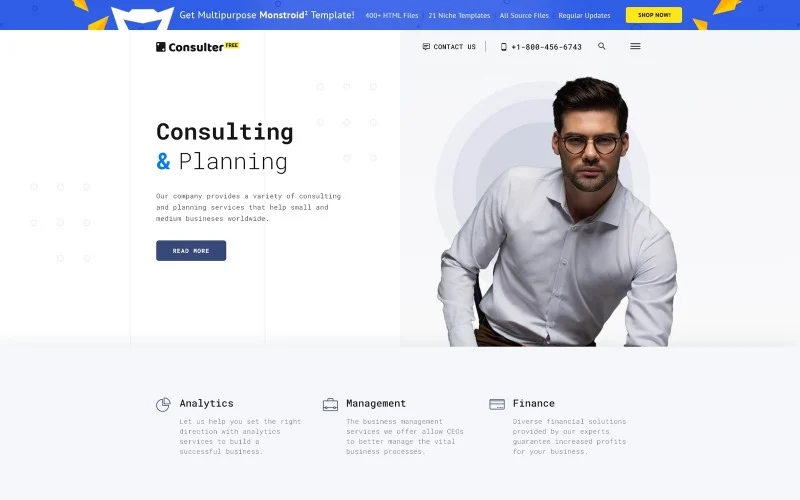 Get Multipurpose Monstroid² Template! 400+ HTML Files 21 Niche Templates All Source Files Regular Updates SHOP NOW!
Consulter FREE
CONTACT US
+1-800-456-6743
Consulting
& Planning
Our company provides a variety of consulting
and planning services that help small and
medium busineses worldwide.
READ MORE
Analytics
Let us help you set the right
direction with analytics
services to build a
successful business.
Management
The business management
services we offer allow CEOs
to better manage the vital
business processes.
Finance
Diverse financial solutions
provided by our experts
guarantee increased profits
for your business.